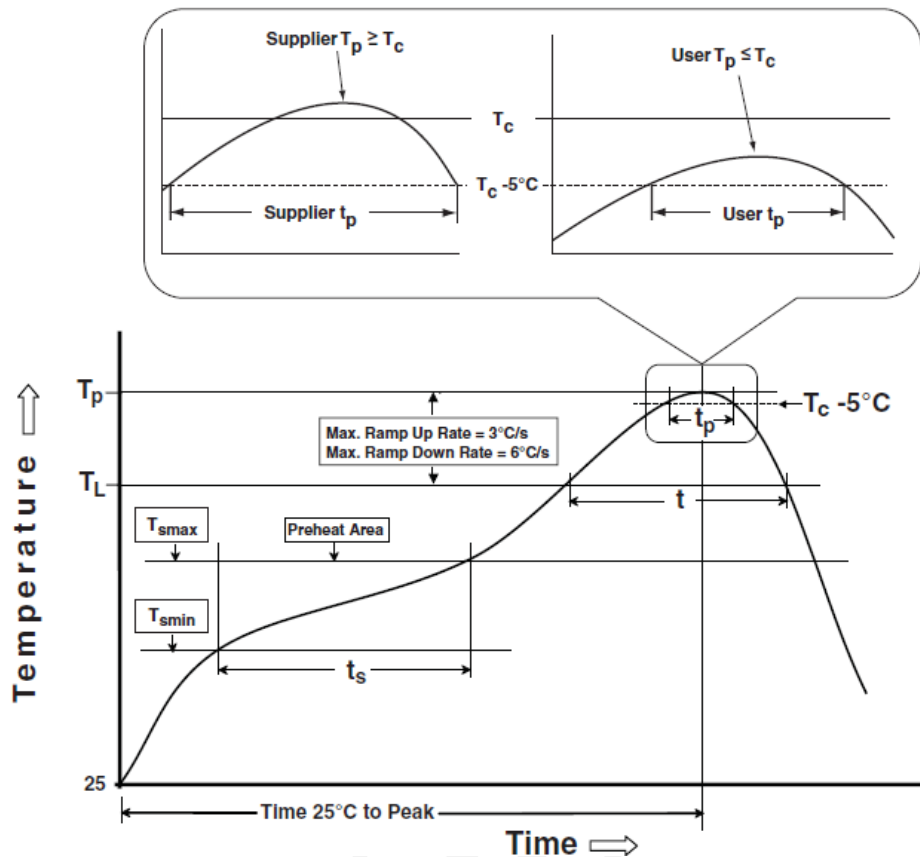 Supplier Tp ≥ Tc
User Tp ≤ Tc
Tc
Tc -5°C
Supplier tp
User tp
Tp
Tc -5°C
tp
Max. Ramp Up Rate = 3°C/s
Max. Ramp Down Rate = 6°C/s
TL
t
Tsmax
Preheat Area
Tsmin
ts
Temperature
25
Time 25°C to Peak
Time